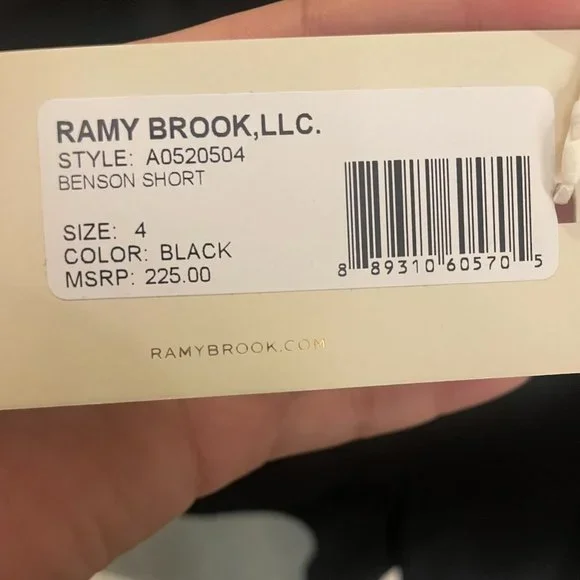 RAMY BROOK,LLC.
STYLE: A0520504
BENSON SHORT
SIZE: 4
COLOR: BLACK
MSRP: 225.00
8 89310 60570 5
RAMYBROOK.COM